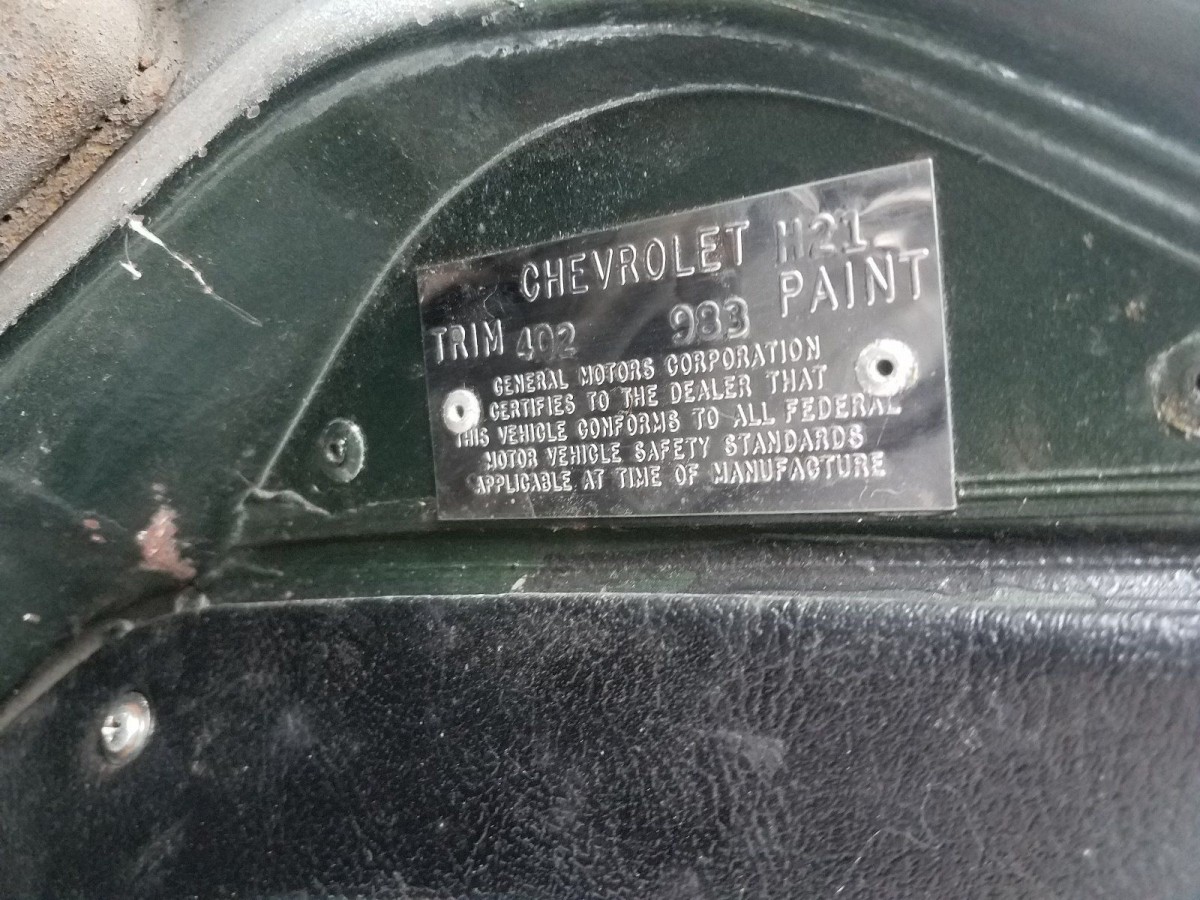 CHEVROLET H21
TRIM 402 983 PAINT
GENERAL MOTORS CORPORATION
CERTIFIES TO THE DEALER THAT
THIS VEHICLE CONFORMS TO ALL FEDERAL
MOTOR VEHICLE SAFETY STANDARDS
APPLICABLE AT TIME OF MANUFACTURE